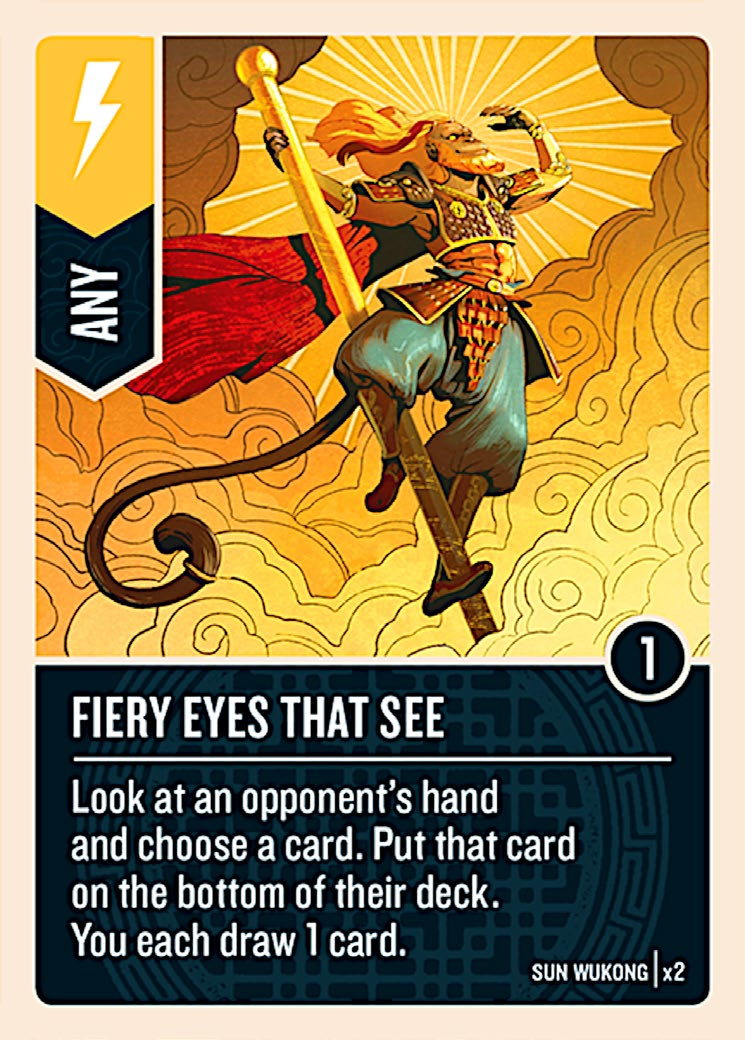 ANY
1
FIERY EYES THAT SEE
Look at an opponent's hand
and choose a card. Put that card
on the bottom of their deck.
You each draw 1 card.
SUN WUKONG | x2